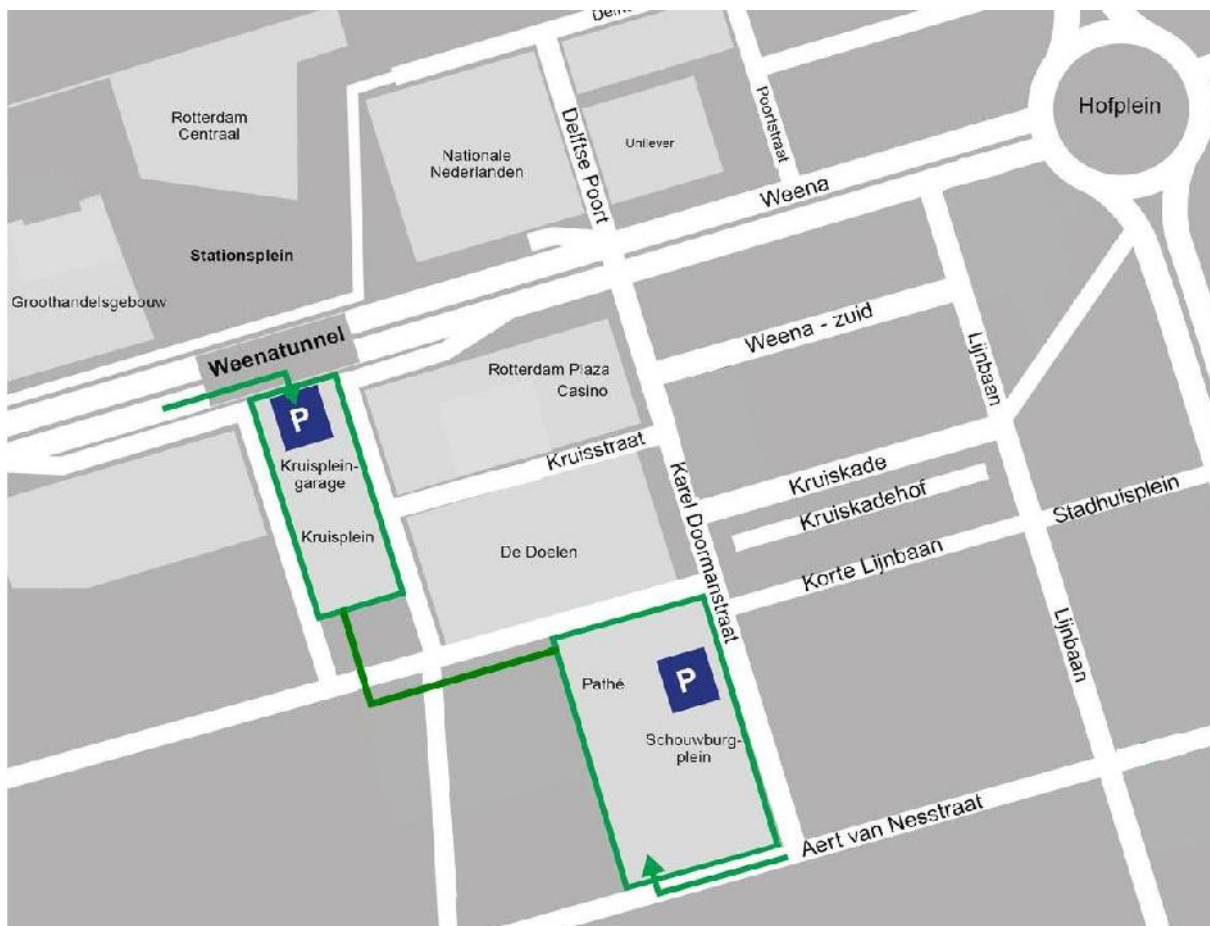 Rotterdam
Centraal
Nationale
Nederlanden
Delftse Poort
Unilever
Poortstraat
Hofplein
Weena
Stationsplein
Groothandelsgebouw
Weenatunnel
Weena - zuid
Lijnbaan
Rotterdam Plaza
Casino
P
Kruisplein-
garage
Kruisplein
Kruisstraat
Karel Doormanstraat
Kruiskade
Kruiskadehof
Stadhuisplein
De Doelen
Korte Lijnbaan
Lijnbaan
Pathé
P
Schouwburg-
plein
Aert van Nesstraat